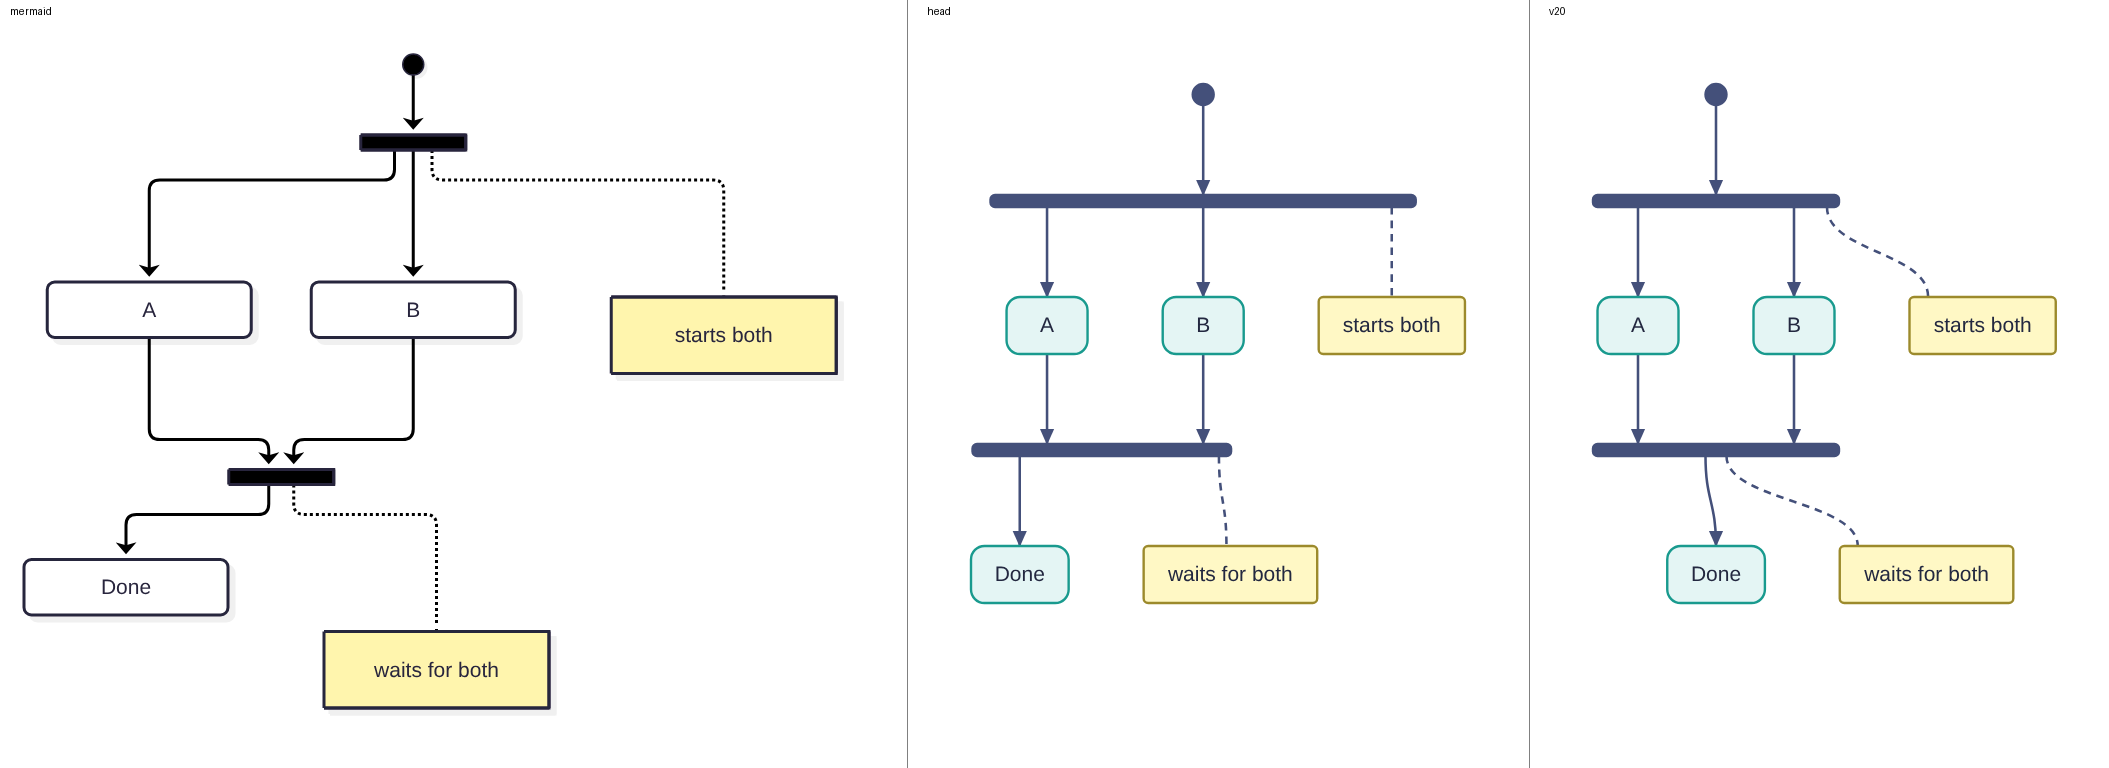 mermaid
A
B
starts both
Done
waits for both
head
A
B
starts both
Done
waits for both
v20
A
B
starts both
Done
waits for both